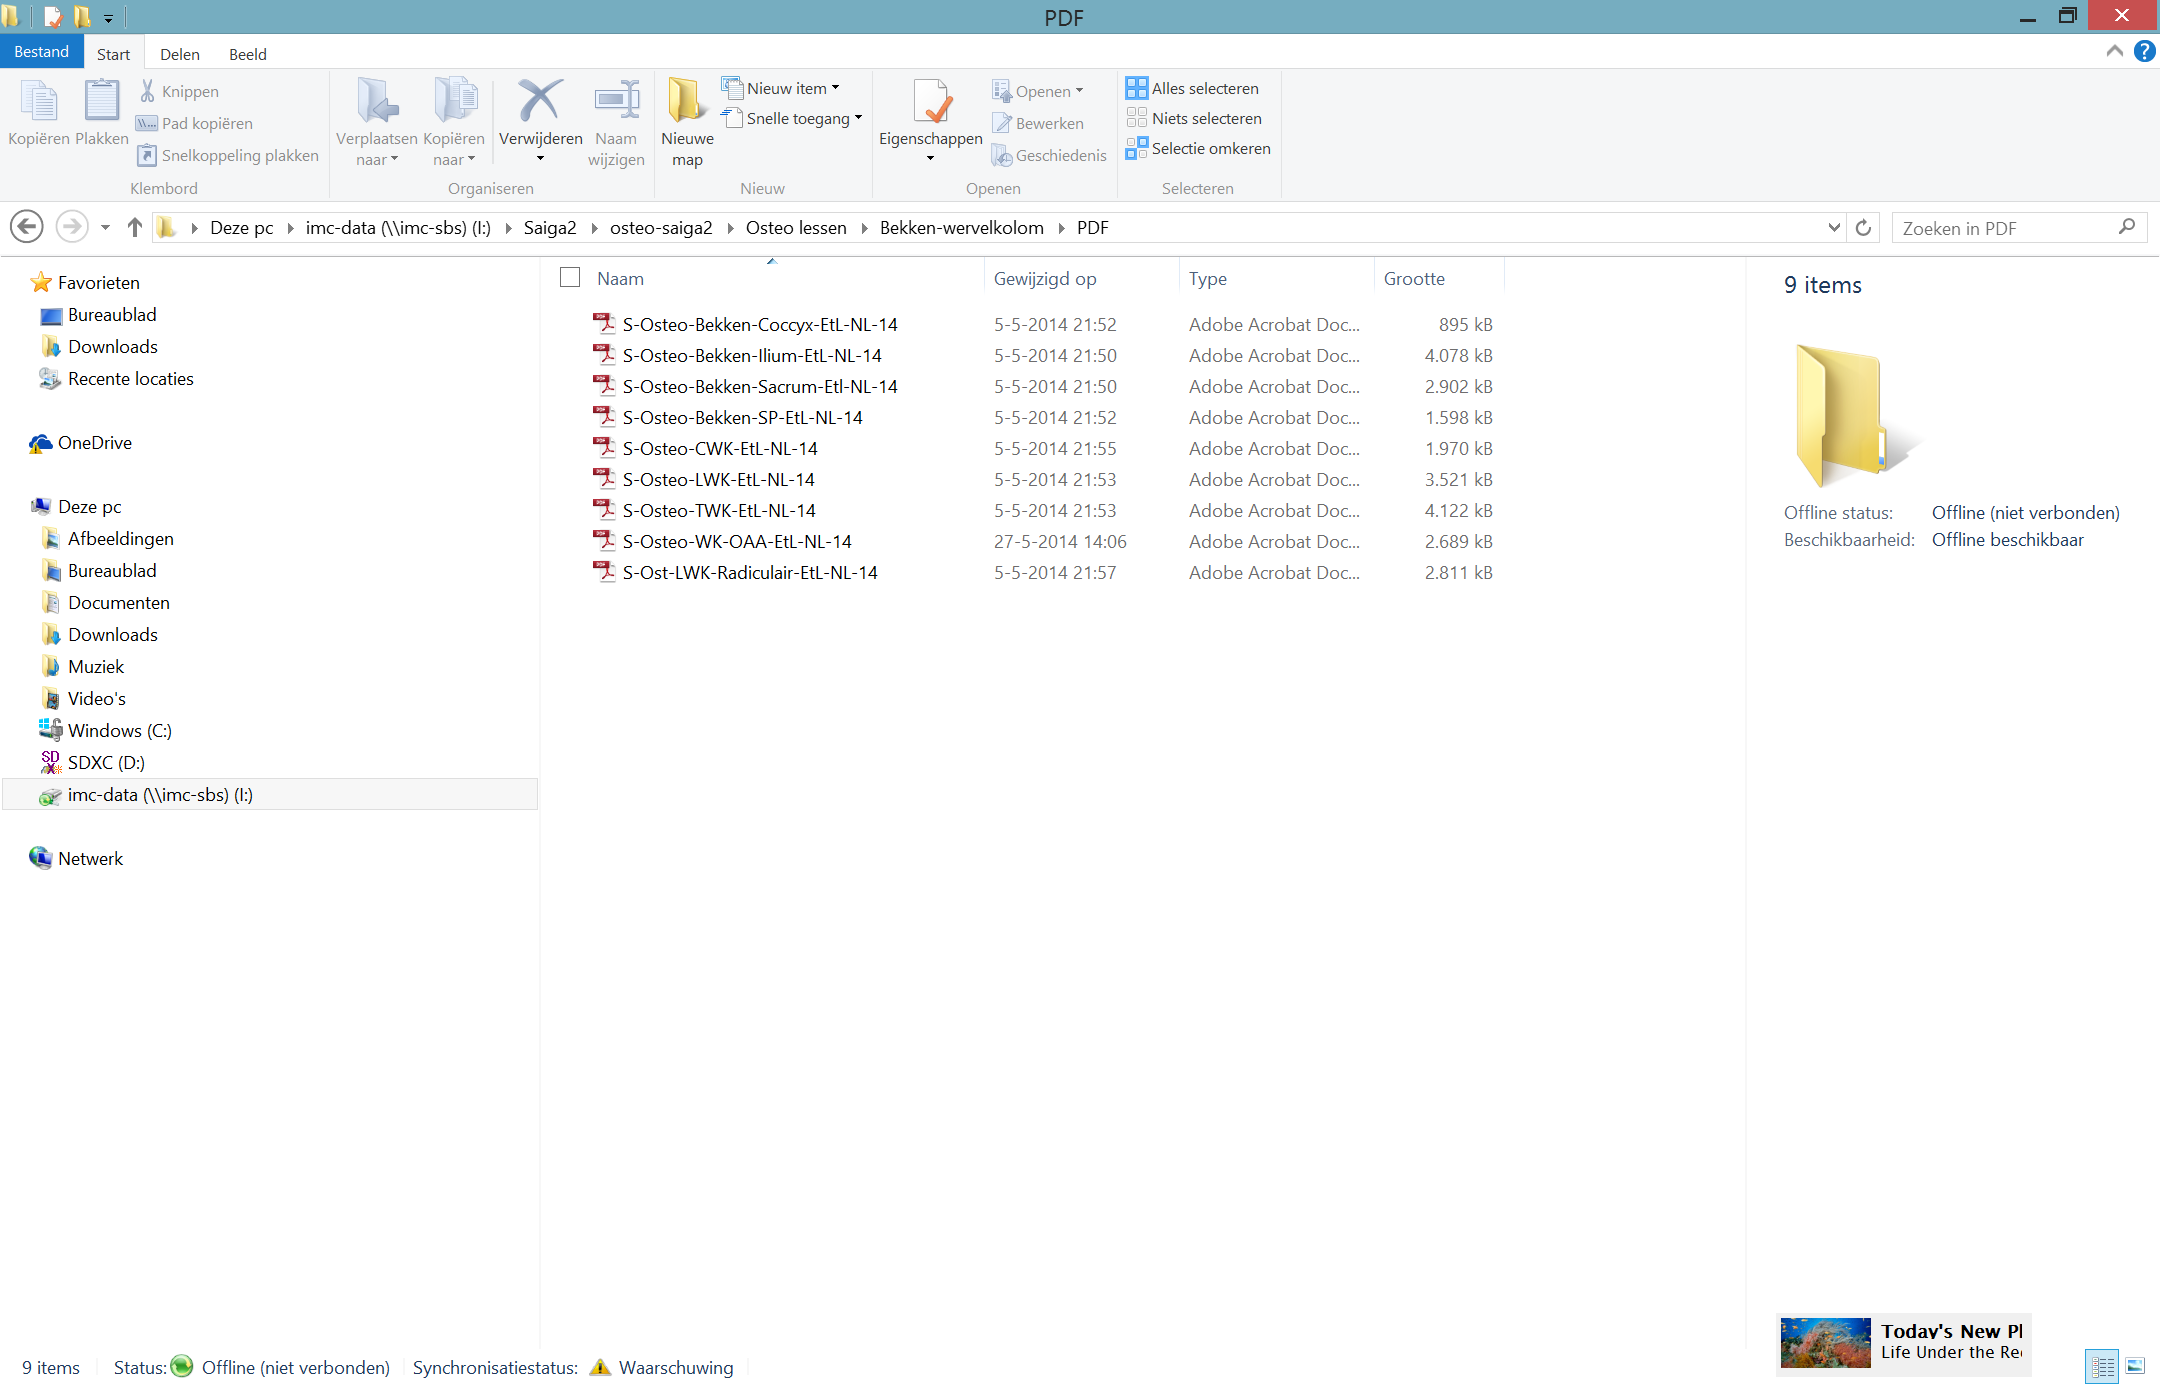 PDF
Bestand Start Delen Beeld
Kopiëren Plakken Knippen Pad kopiëren Snelkoppeling plakken
Klembord
Verplaatsen naar Kopiëren naar Verwijderen Naam wijzigen
Organiseren
Nieuwe map Nieuw item Snelle toegang
Nieuw
Eigenschappen Openen Bewerken Geschiedenis
Openen
Alles selecteren
Niets selecteren
Selectie omkeren
Selecteren
Deze pc imc-data (\\imc-sbs) (I:) Saiga2 osteo-saiga2 Osteo lessen Bekken-wervelkolom PDF
Zoeken in PDF
Favorieten
Bureaublad
Downloads
Recente locaties
OneDrive
Deze pc
Afbeeldingen
Bureaublad
Documenten
Downloads
Muziek
Video's
Windows (C:)
SDXC (D:)
imc-data (\\imc-sbs) (I:)
Netwerk
Naam Gewijzigd op Type Grootte
S-Osteo-Bekken-Coccyx-EtL-NL-14 5-5-2014 21:52 Adobe Acrobat Doc... 895 kB
S-Osteo-Bekken-Ilium-EtL-NL-14 5-5-2014 21:50 Adobe Acrobat Doc... 4.078 kB
S-Osteo-Bekken-Sacrum-Etl-NL-14 5-5-2014 21:50 Adobe Acrobat Doc... 2.902 kB
S-Osteo-Bekken-SP-EtL-NL-14 5-5-2014 21:52 Adobe Acrobat Doc... 1.598 kB
S-Osteo-CWK-EtL-NL-14 5-5-2014 21:55 Adobe Acrobat Doc... 1.970 kB
S-Osteo-LWK-EtL-NL-14 5-5-2014 21:53 Adobe Acrobat Doc... 3.521 kB
S-Osteo-TWK-EtL-NL-14 5-5-2014 21:53 Adobe Acrobat Doc... 4.122 kB
S-Osteo-WK-OAA-EtL-NL-14 27-5-2014 14:06 Adobe Acrobat Doc... 2.689 kB
S-Ost-LWK-Radiculair-EtL-NL-14 5-5-2014 21:57 Adobe Acrobat Doc... 2.811 kB
9 items
Offline status: Offline (niet verbonden)
Beschikbaarheid: Offline beschikbaar
Today's New Pl
Life Under the Re
9 items Status: Offline (niet verbonden) Synchronisatiestatus: Waarschuwing